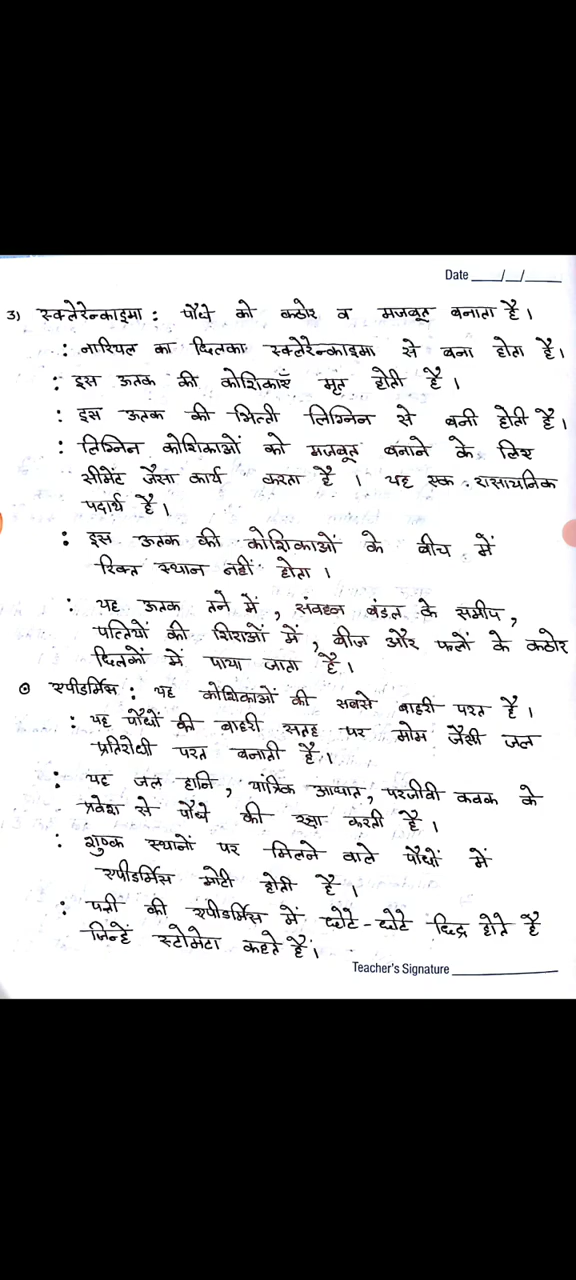 Date ___/_/___
3) स्क्लेरेन्काइमा : पौधे को कठोर व मजबूत बनाता है।
: नारियल का छिलका स्क्लेरेन्काइमा से बना होता है।
: इस ऊतक की कोशिकाएँ मृत होती है।
: इस ऊतक की भित्ती लिग्निन से बनी होती है।
: लिग्निन कोशिकाओं को मजबूत बनाने के लिए
सीमेंट जैसा कार्य करता है। यह एक रासायनिक
पदार्थ है।
: इस ऊतक की कोशिकाओं के बीच में
रिक्त स्थान नहीं होता।
: यह ऊतक तने में, संवहन बंडल के समीप,
पत्तियों की शिराओं में, बीज और फलों के कठोर
छिलकों में पाया जाता है।
⊙ एपीडर्मिस : यह कोशिकाओं की सबसे बाहरी परत है।
: यह पौधों की बाहरी सतह पर मोम जैसी जल
प्रतिरोधी परत बनाती है।
: यह जल हानि, यांत्रिक आघात, परजीवी कवक के
प्रवेश से पौधे की रक्षा करती है।
: शुष्क स्थानों पर मिलने वाले पौधों में
एपीडर्मिस मोटी होती है।
: पत्ती की एपीडर्मिस में छोटे-छोटे छिद्र होते है
जिन्हें स्टोमेटा कहते हैं।
Teacher's Signature ___________